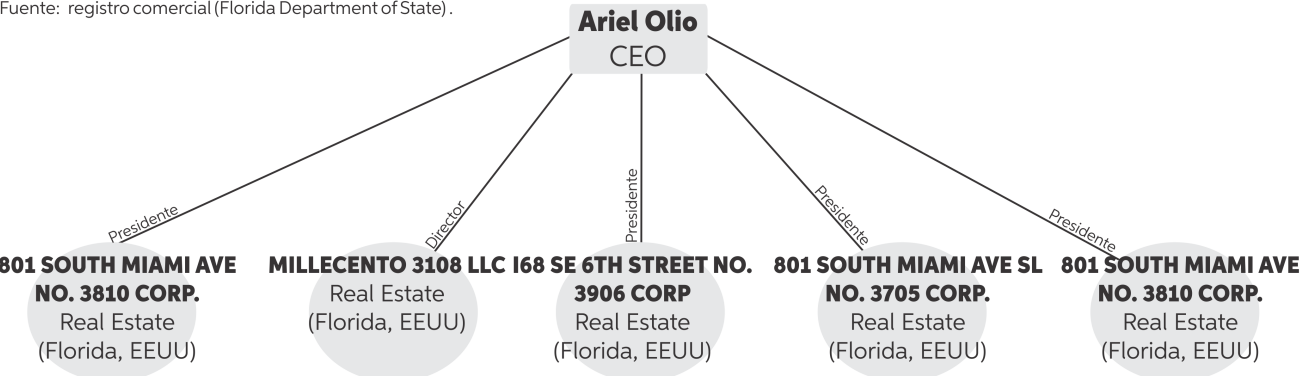 Fuente: registro comercial (Florida Department of State).
Ariel Olio
CEO
Presidente
Director
Presidente
Presidente
Presidente
801 SOUTH MIAMI AVE
NO. 3810 CORP.
Real Estate
(Florida, EEUU)
MILLECENTO 3108 LLC
Real Estate
(Florida, EEUU)
I68 SE 6TH STREET NO.
3906 CORP
Real Estate
(Florida, EEUU)
801 SOUTH MIAMI AVE SL
NO. 3705 CORP.
Real Estate
(Florida, EEUU)
801 SOUTH MIAMI AVE
NO. 3810 CORP.
Real Estate
(Florida, EEUU)